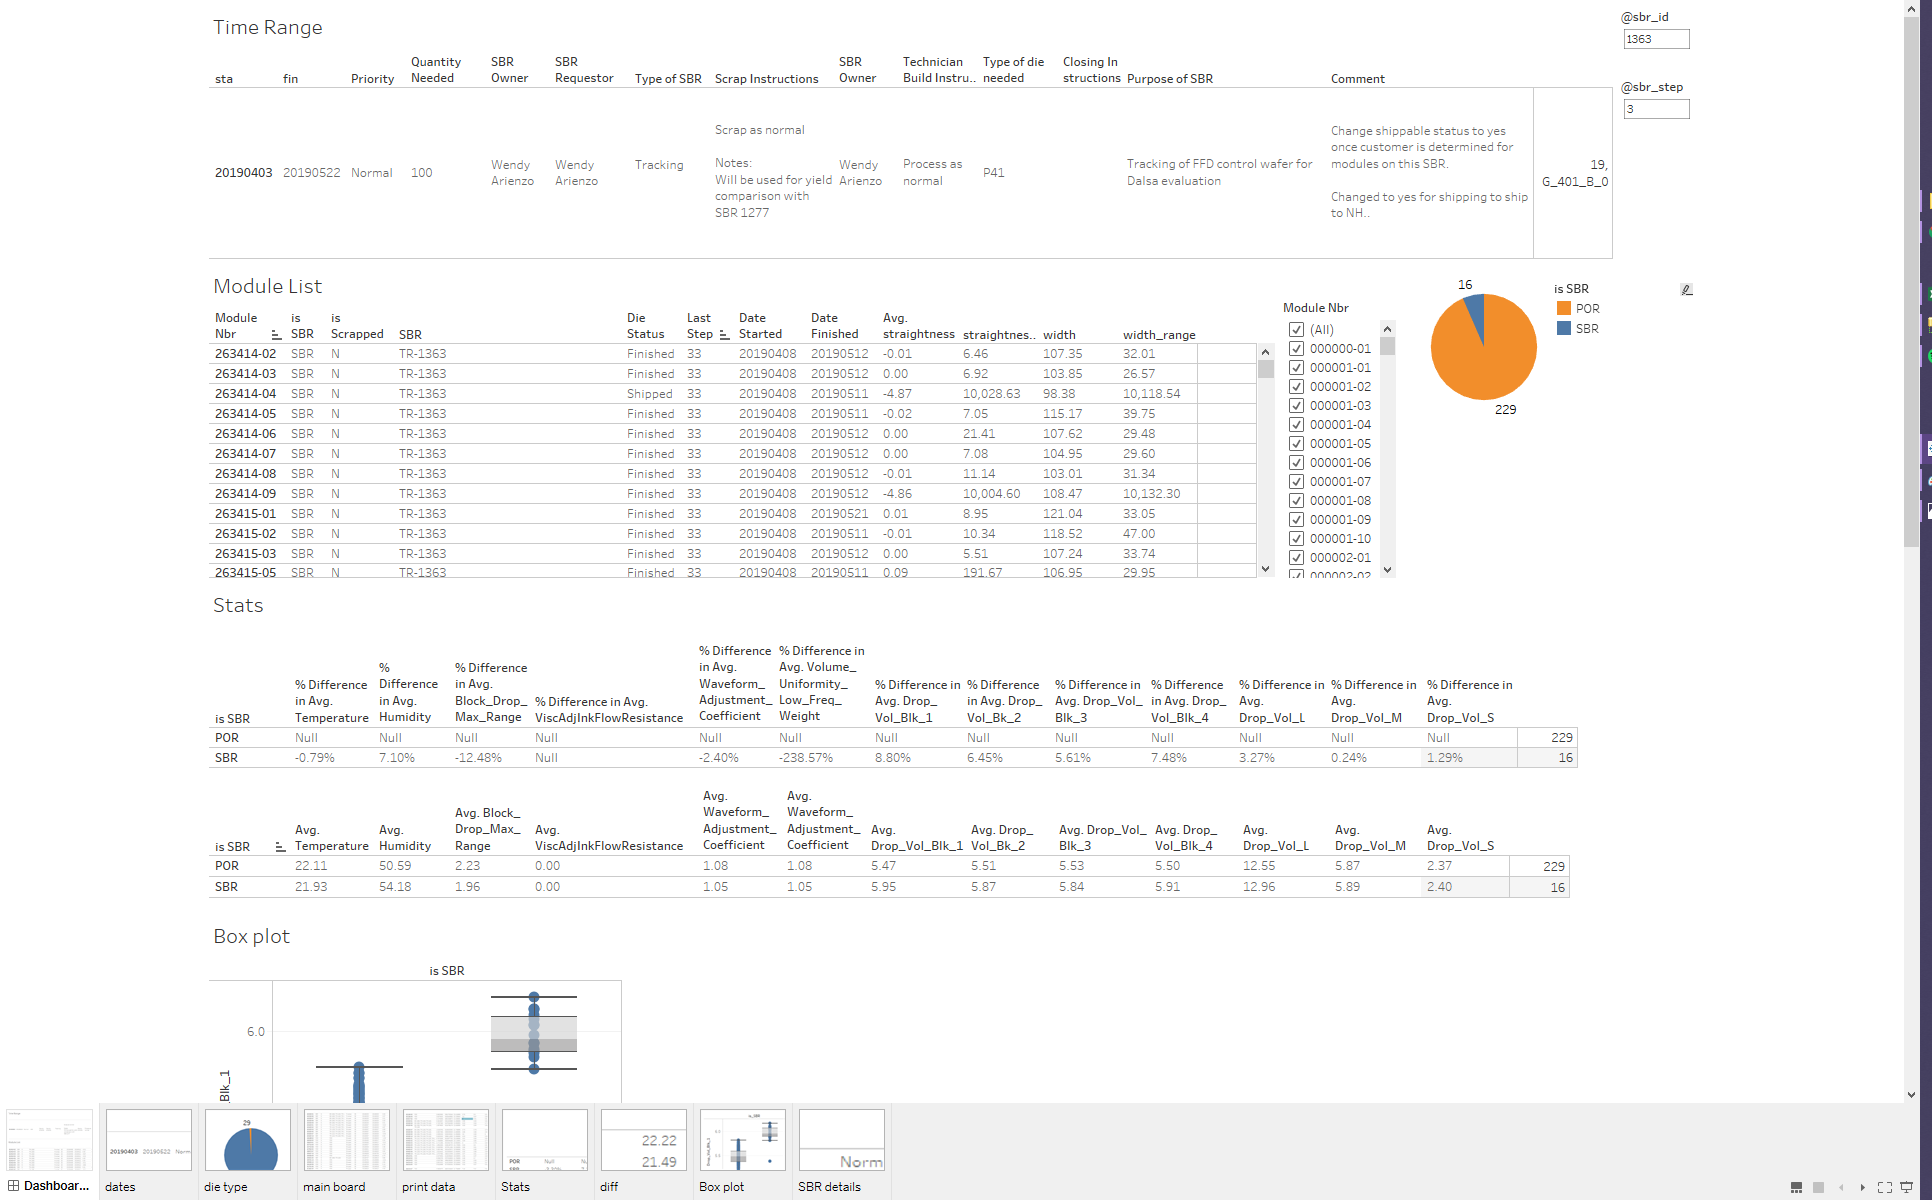 Time Range
@sbr_id
1363
@sbr_step
3
sta fin Priority Quantity Needed SBR Owner SBR Requestor Type of SBR Scrap Instructions SBR Owner Technician Build Instru.. Type of die needed Closing In structions Purpose of SBR Comment
20190403 20190522 Normal 100 Wendy Arienzo Wendy Arienzo Tracking
Scrap as normal
Notes:
Will be used for yield
comparison with
SBR 1277
Wendy Arienzo
Process as normal
P41
Tracking of FFD control wafer for
Dalsa evaluation
Change shippable status to yes
once customer is determined for
modules on this SBR.
Changed to yes for shipping to ship
to NH..
19,
G_401_B_0
Module List
Module Nbr is SBR is Scrapped SBR Die Status Last Step Date Started Date Finished Avg. straightness straightnes.. width width_range
263414-02 SBR N TR-1363 Finished 33 20190408 20190512 -0.01 6.46 107.35 32.01
263414-03 SBR N TR-1363 Finished 33 20190408 20190512 0.00 6.92 103.85 26.57
263414-04 SBR N TR-1363 Shipped 33 20190408 20190511 -4.87 10,028.63 98.38 10,118.54
263414-05 SBR N TR-1363 Finished 33 20190408 20190511 -0.02 7.05 115.17 39.75
263414-06 SBR N TR-1363 Finished 33 20190408 20190512 0.00 21.41 107.62 29.48
263414-07 SBR N TR-1363 Finished 33 20190408 20190512 0.00 7.08 104.95 29.60
263414-08 SBR N TR-1363 Finished 33 20190408 20190512 -0.01 11.14 103.01 31.34
263414-09 SBR N TR-1363 Finished 33 20190408 20190512 -4.86 10,004.60 108.47 10,132.30
263415-01 SBR N TR-1363 Finished 33 20190408 20190521 0.01 8.95 121.04 33.05
263415-02 SBR N TR-1363 Finished 33 20190408 20190511 -0.01 10.34 118.52 47.00
263415-03 SBR N TR-1363 Finished 33 20190408 20190512 0.00 5.51 107.24 33.74
263415-05 SBR N TR-1363 Finished 33 20190408 20190511 0.09 191.67 106.95 29.95
Module Nbr
(All)
000000-01
000001-01
000001-02
000001-03
000001-04
000001-05
000001-06
000001-07
000001-08
000001-09
000001-10
000002-01
000002-02
16
229
is SBR
POR
SBR
Stats
is SBR % Difference in Avg. Temperature % Difference in Avg. Humidity % Difference in Avg. Block_Drop_Max_Range % Difference in Avg. ViscAdjInkFlowResistance % Difference in Avg. Waveform_Adjustment_Coefficient % Difference in Avg. Volume_Uniformity_Low_Freq_Weight % Difference in Avg. Drop_Vol_Blk_1 % Difference in Avg. Drop_Vol_Bk_2 % Difference in Avg. Drop_Vol_Blk_3 % Difference in Avg. Drop_Vol_Blk_4 % Difference in Avg. Drop_Vol_L % Difference in Avg. Drop_Vol_M % Difference in Avg. Drop_Vol_S
POR Null Null Null Null Null Null Null Null Null Null Null Null Null 229
SBR -0.79% 7.10% -12.48% Null -2.40% -238.57% 8.80% 6.45% 5.61% 7.48% 3.27% 0.24% 1.29% 16
is SBR Avg. Temperature Avg. Humidity Avg. Block_Drop_Max_Range Avg. ViscAdjInkFlowResistance Avg. Waveform_Adjustment_Coefficient Avg. Waveform_Adjustment_Coefficient Avg. Drop_Vol_Blk_1 Avg. Drop_Vol_Bk_2 Avg. Drop_Vol_Blk_3 Avg. Drop_Vol_Blk_4 Avg. Drop_Vol_L Avg. Drop_Vol_M Avg. Drop_Vol_S
POR 22.11 50.59 2.23 0.00 1.08 1.08 5.47 5.51 5.53 5.50 12.55 5.87 2.37 229
SBR 21.93 54.18 1.96 0.00 1.05 1.05 5.95 5.87 5.84 5.91 12.96 5.89 2.40 16
Box plot
is SBR
6.0
_Blk_1
20190403 20190522 Norm
29
POR Null
22.22
21.49
Norm
Dashboar... dates die type main board print data Stats diff Box plot SBR details